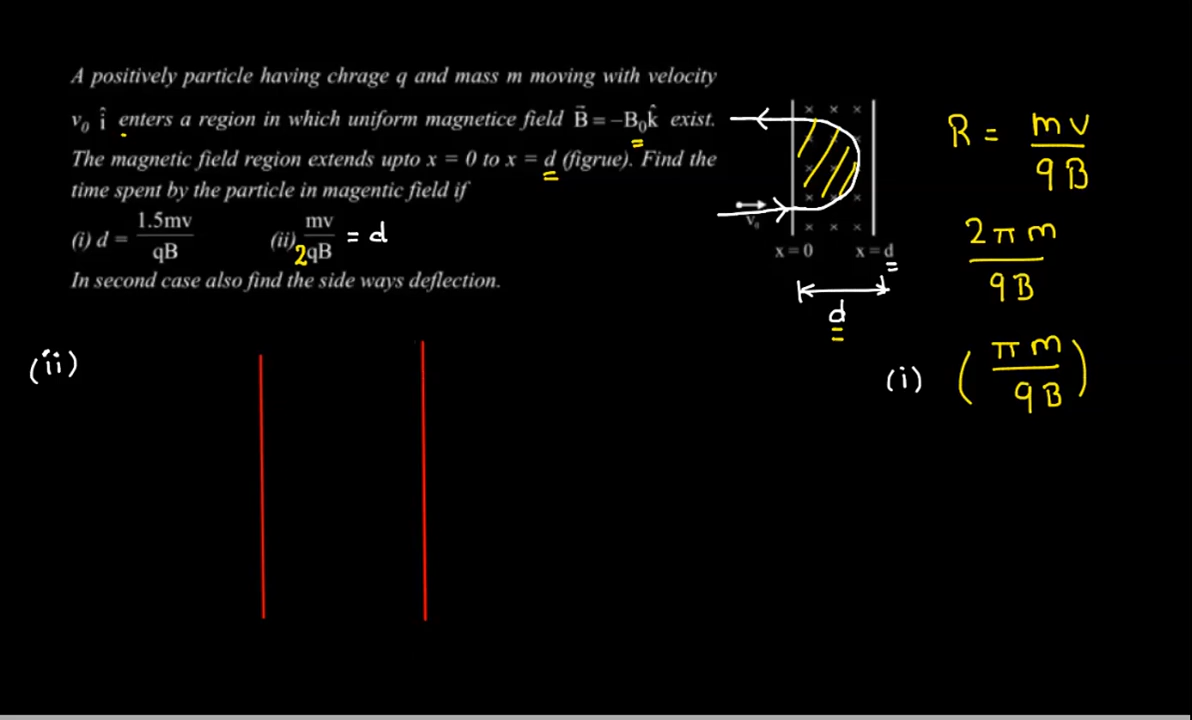 A positively particle having chrage q and mass m moving with velocity
v₀ î enters a region in which uniform magnetice field B⃗ = –B₀k̂ exist.
The magnetic field region extends upto x = 0 to x = d (figrue). Find the
time spent by the particle in magentic field if
(i) d = 1.5mv/qB (ii) mv/2qB = d
In second case also find the side ways deflection.
× × ×
×
×
× ×
v₀
× × ×
x = 0 x = d
d
R = mv/qB
2πm/qB
(i) (πm/qB)
(ii)